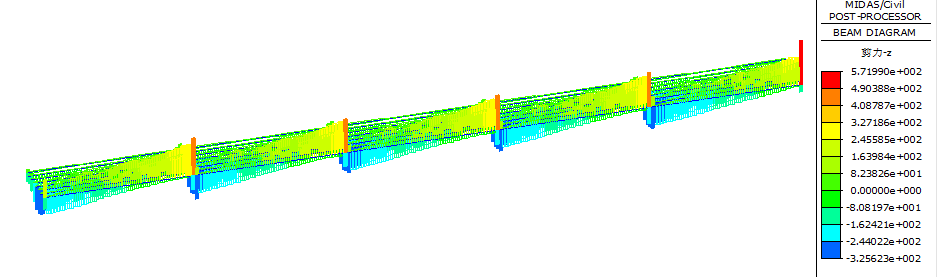 MIDAS/Civil
POST-PROCESSOR
BEAM DIAGRAM
剪力-z
5.71990e+002
4.90388e+002
4.08787e+002
3.27186e+002
2.45585e+002
1.63984e+002
8.23826e+001
0.00000e+000
-8.08197e+001
-1.62421e+002
-2.44022e+002
-3.25623e+002